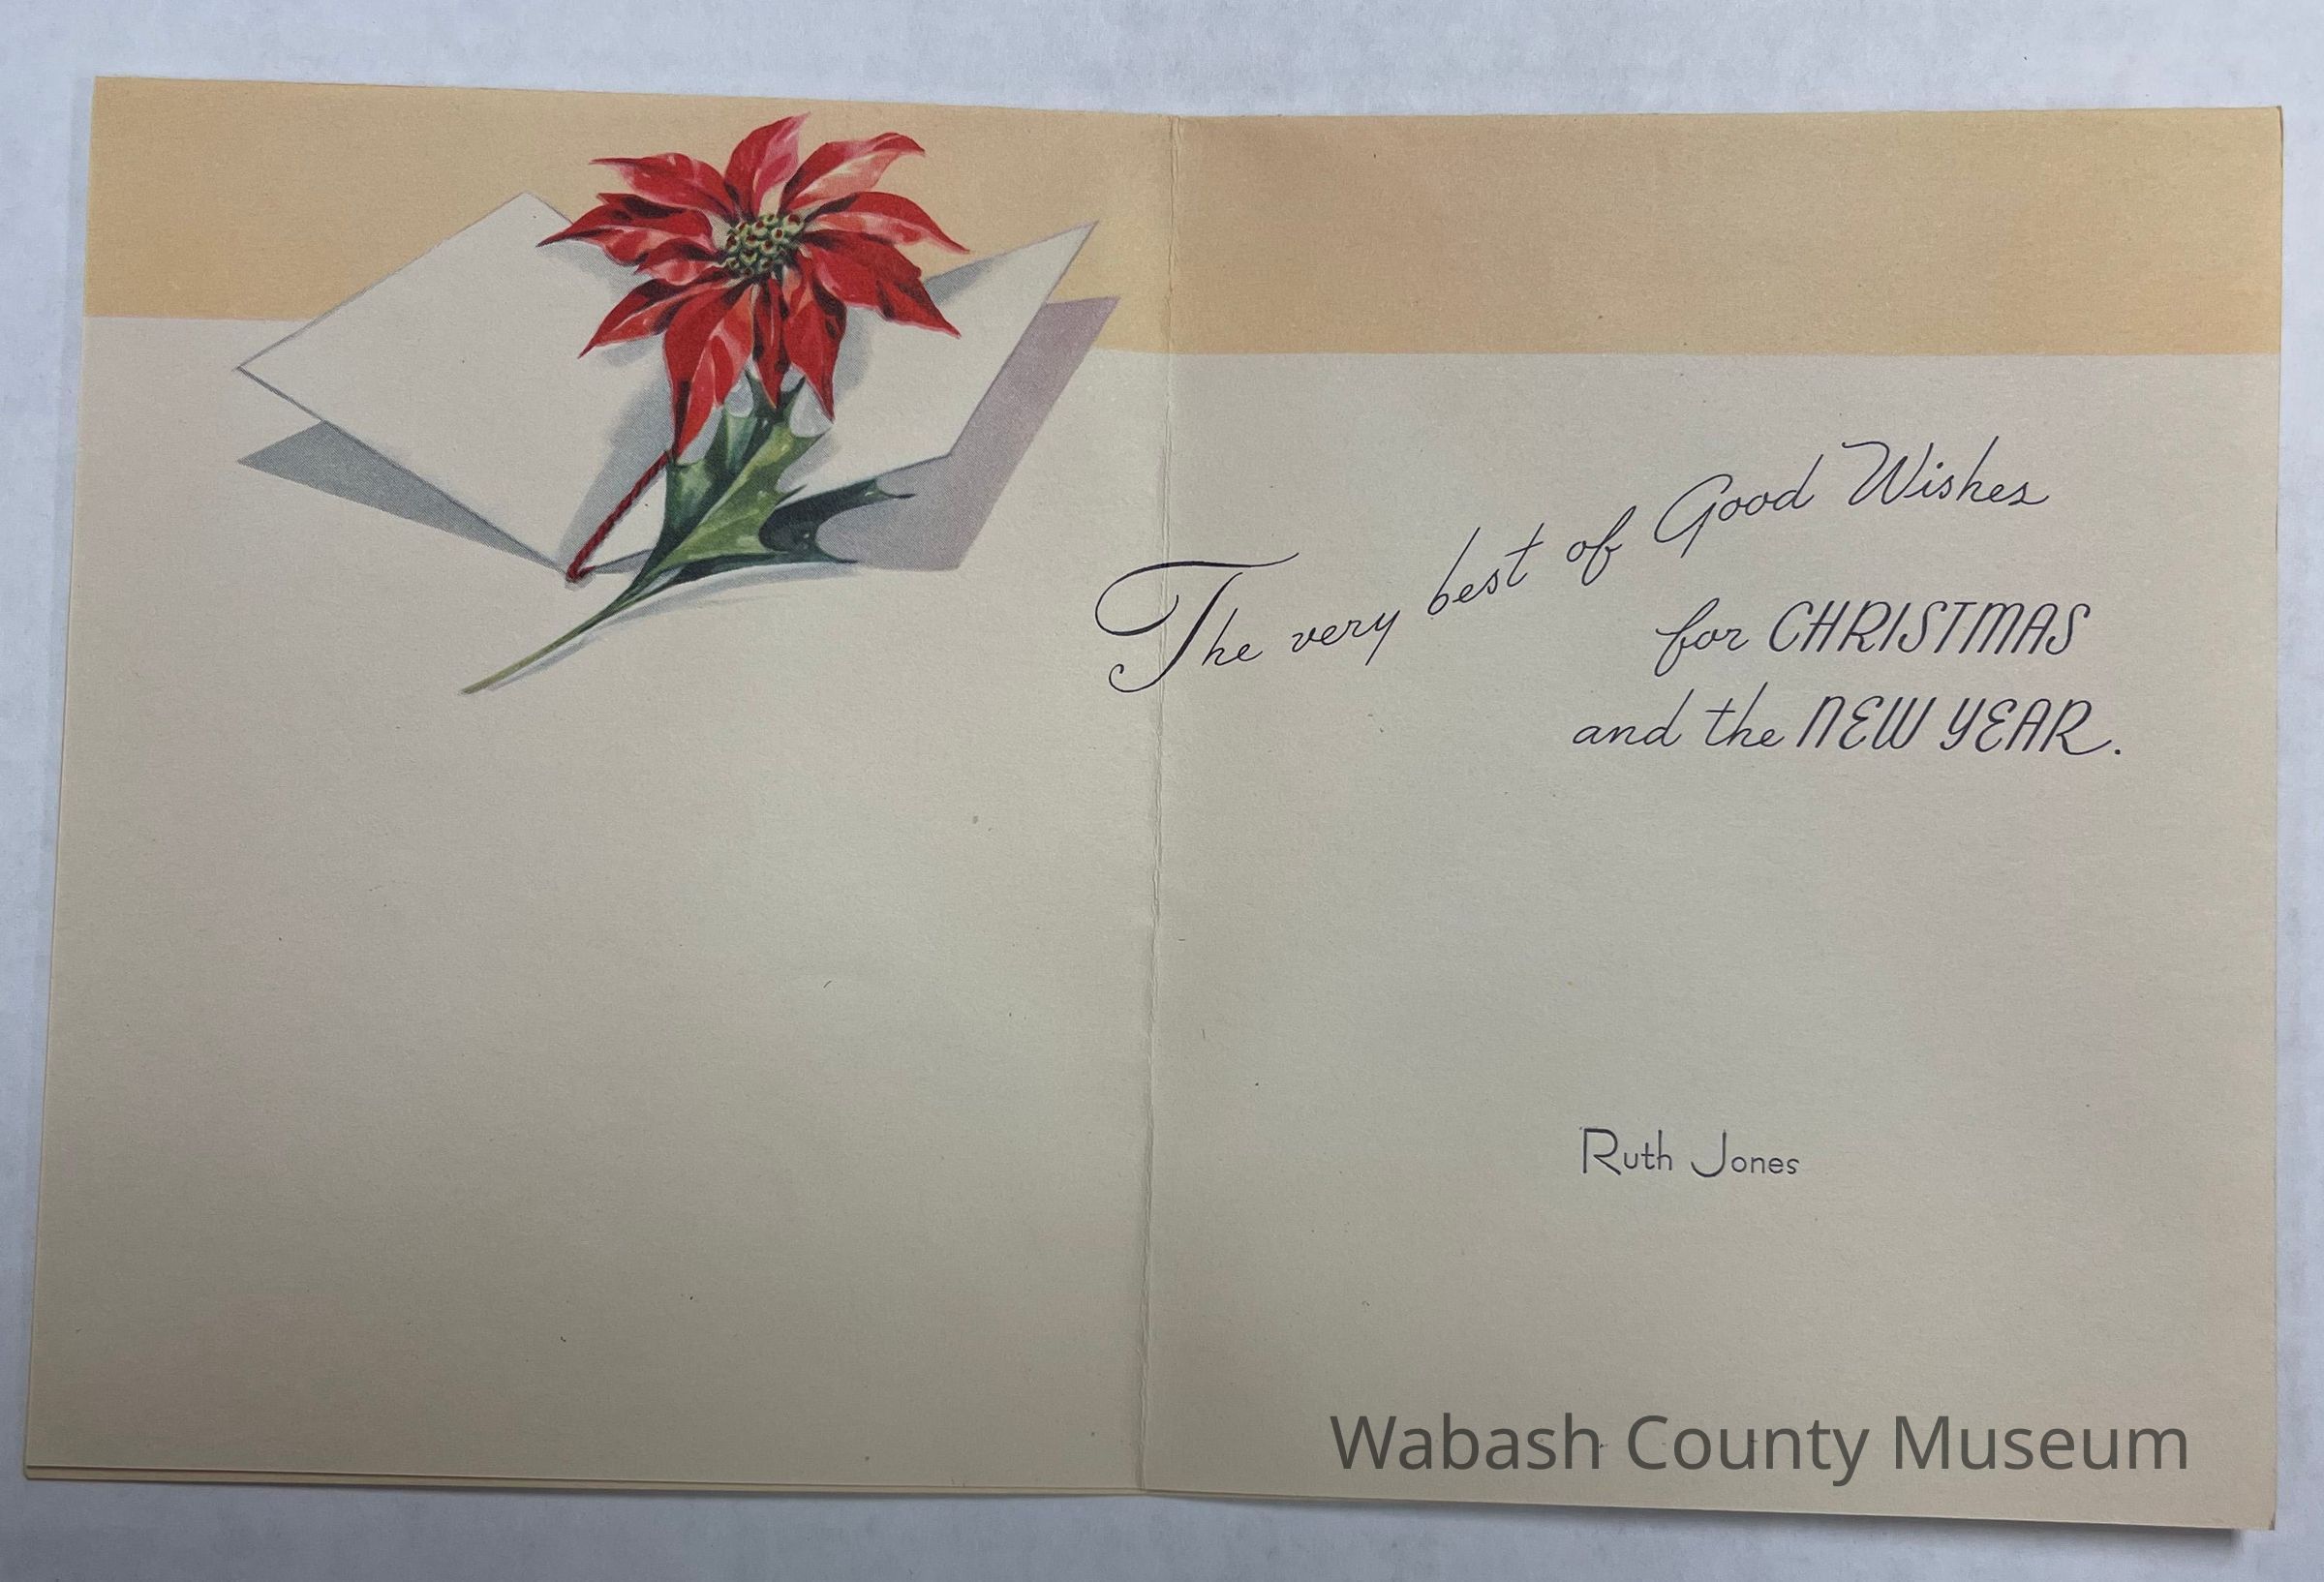 The very best of Good Wishes
for CHRISTMAS
and the NEW YEAR.
Ruth Jones
Wabash County Museum